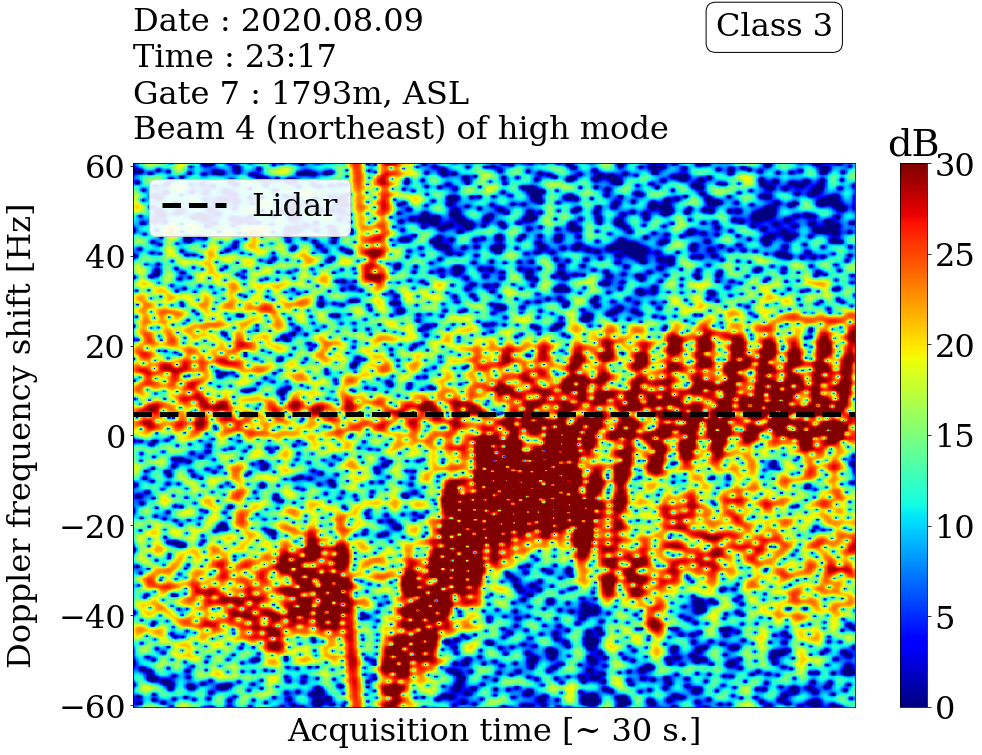 Date : 2020.08.09
Time : 23:17
Gate 7 : 1793m, ASL
Beam 4 (northeast) of high mode
Class 3
dB
Lidar
Doppler frequency shift [Hz]
60
40
20
0
−20
−40
−60
Acquisition time [~ 30 s.]
30
25
20
15
10
5
0